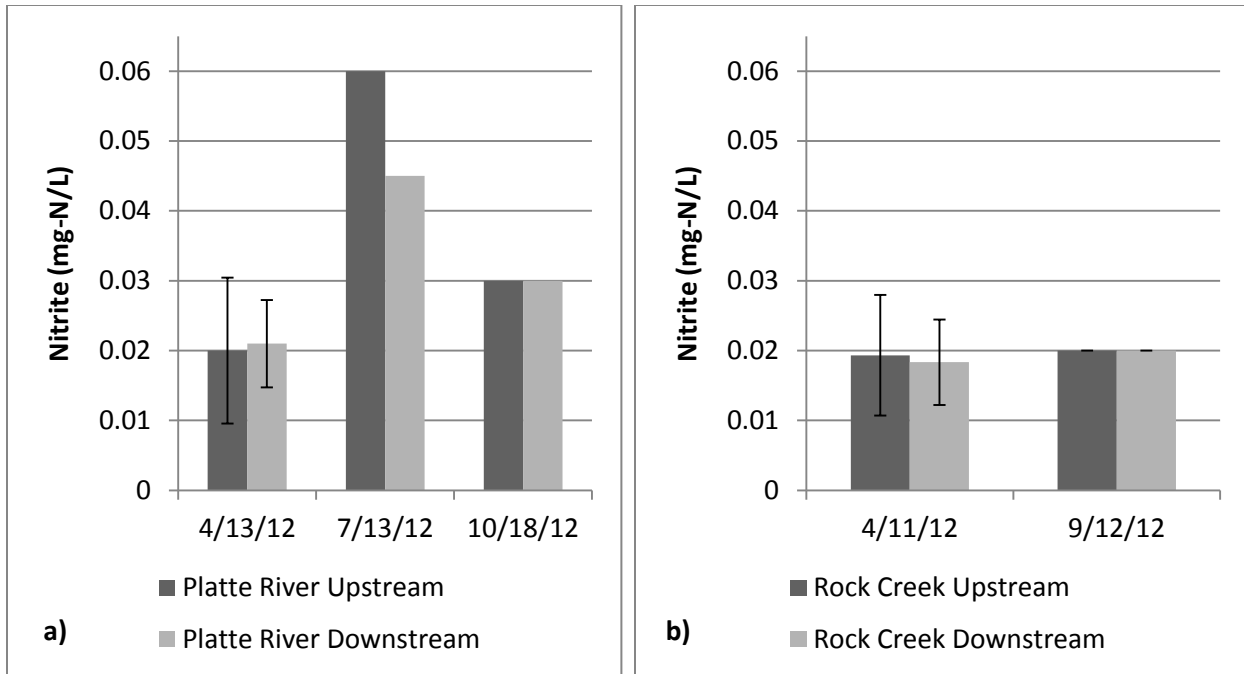 Nitrite (mg-N/L)
0.06
0.05
0.04
0.03
0.02
0.01
0
4/13/12 7/13/12 10/18/12
Platte River Upstream
Platte River Downstream
a)
Nitrite (mg-N/L)
0.06
0.05
0.04
0.03
0.02
0.01
0
4/11/12 9/12/12
Rock Creek Upstream
Rock Creek Downstream
b)